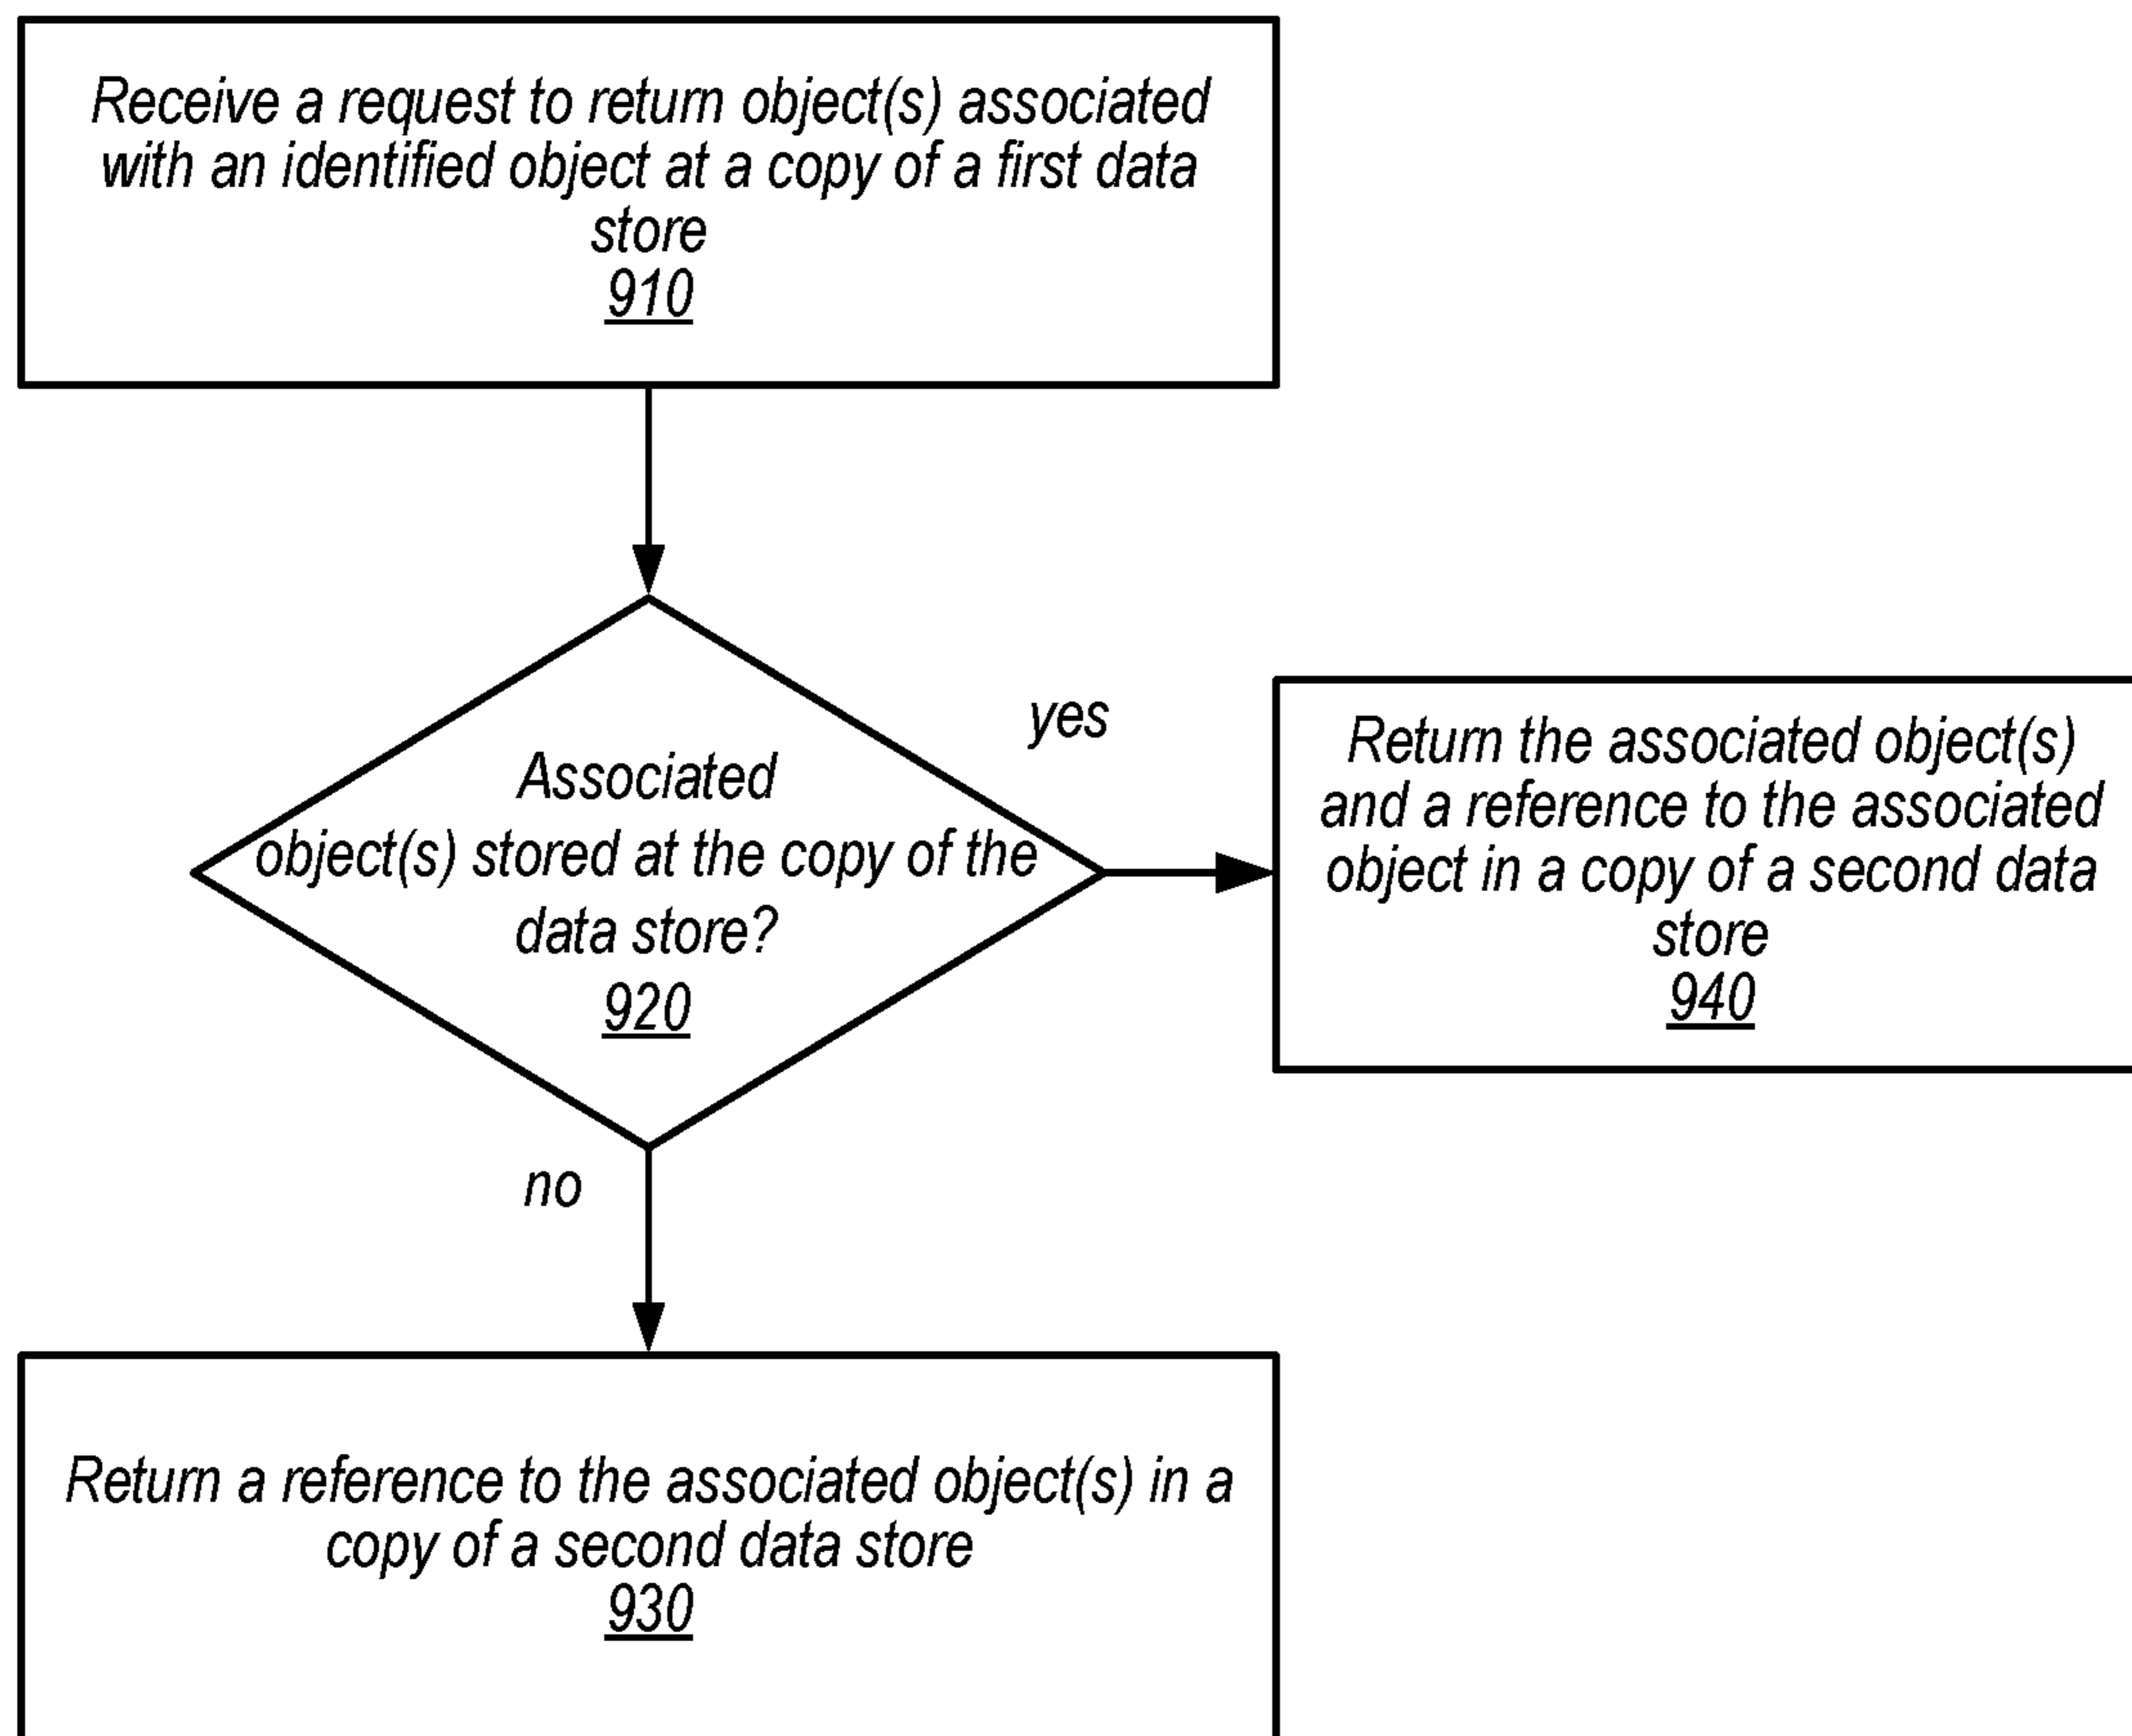 Receive a request to return object(s) associated
with an identified object at a copy of a first data
store
910
Associated
object(s) stored at the copy of the
data store?
920
yes
Return the associated object(s)
and a reference to the associated
object in a copy of a second data
store
940
no
Return a reference to the associated object(s) in a
copy of a second data store
930